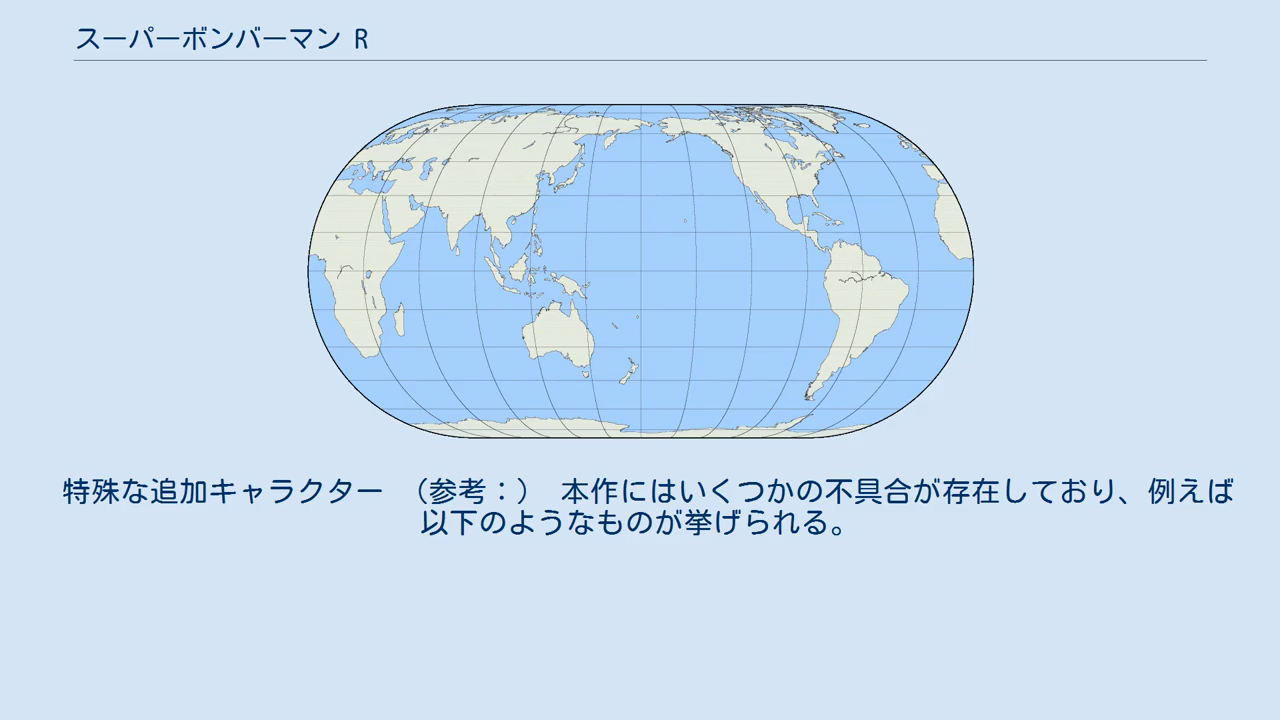 スーパーボンバーマン R
特殊な追加キャラクター （参考：） 本作にはいくつかの不具合が存在しており、例えば
以下のようなものが挙げられる。